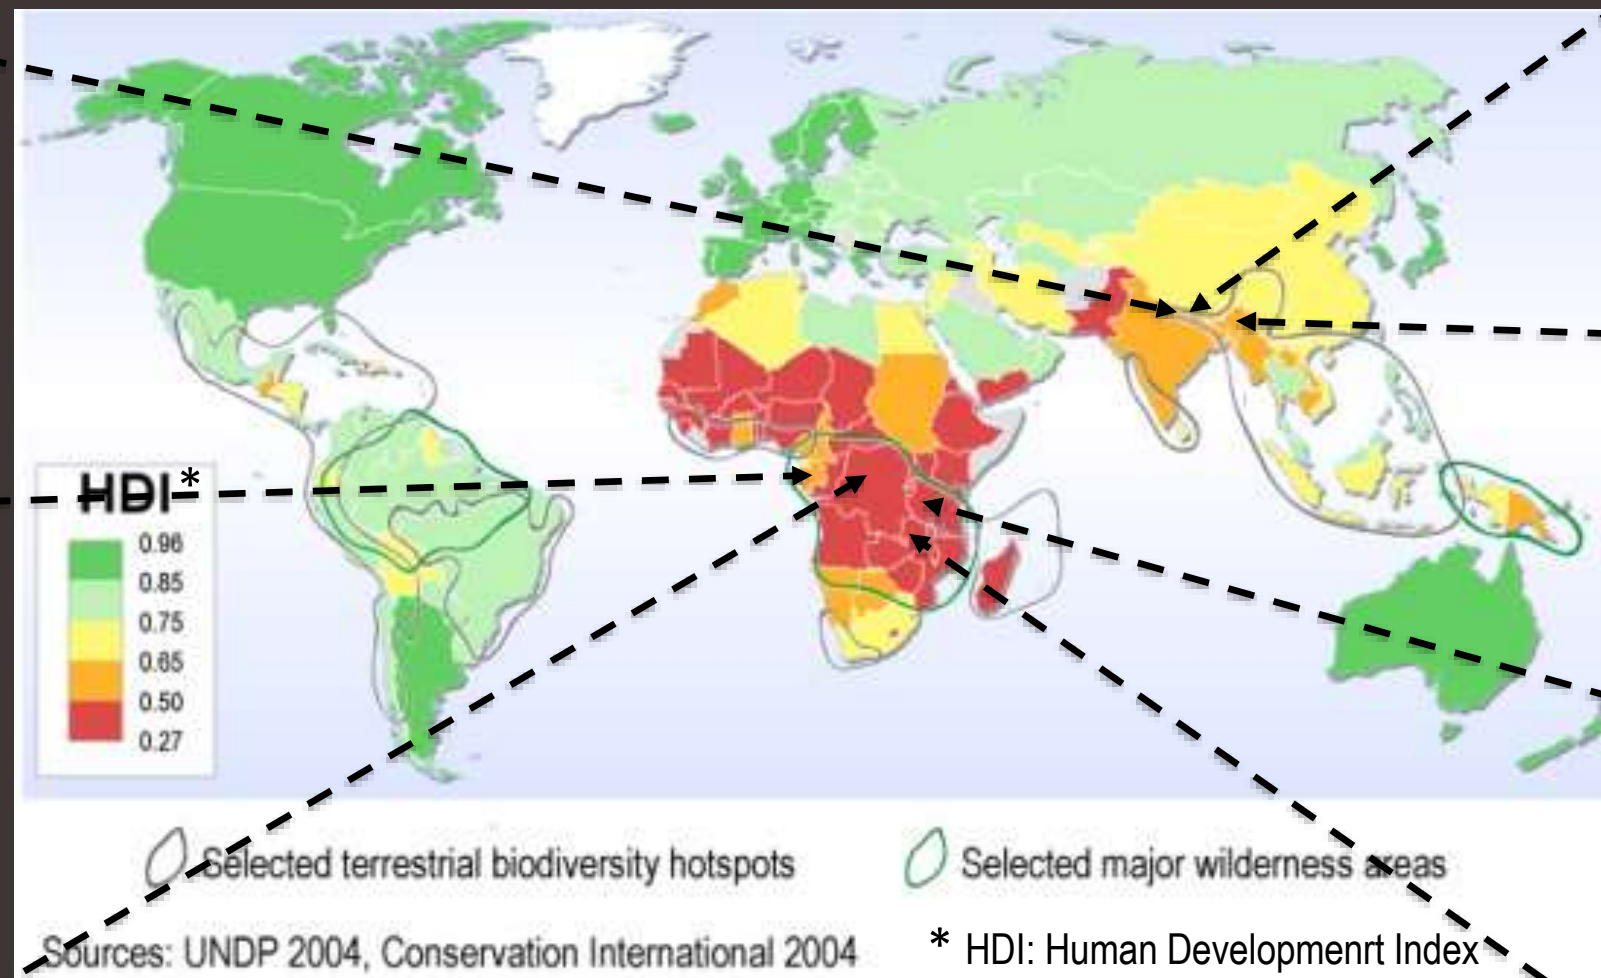 HDI*
0.96
0.85
0.75
0.65
0.50
0.27
Selected terrestrial biodiversity hotspots
Selected major wilderness areas
Sources: UNDP 2004, Conservation International 2004
* HDI: Human Developmenrt Index